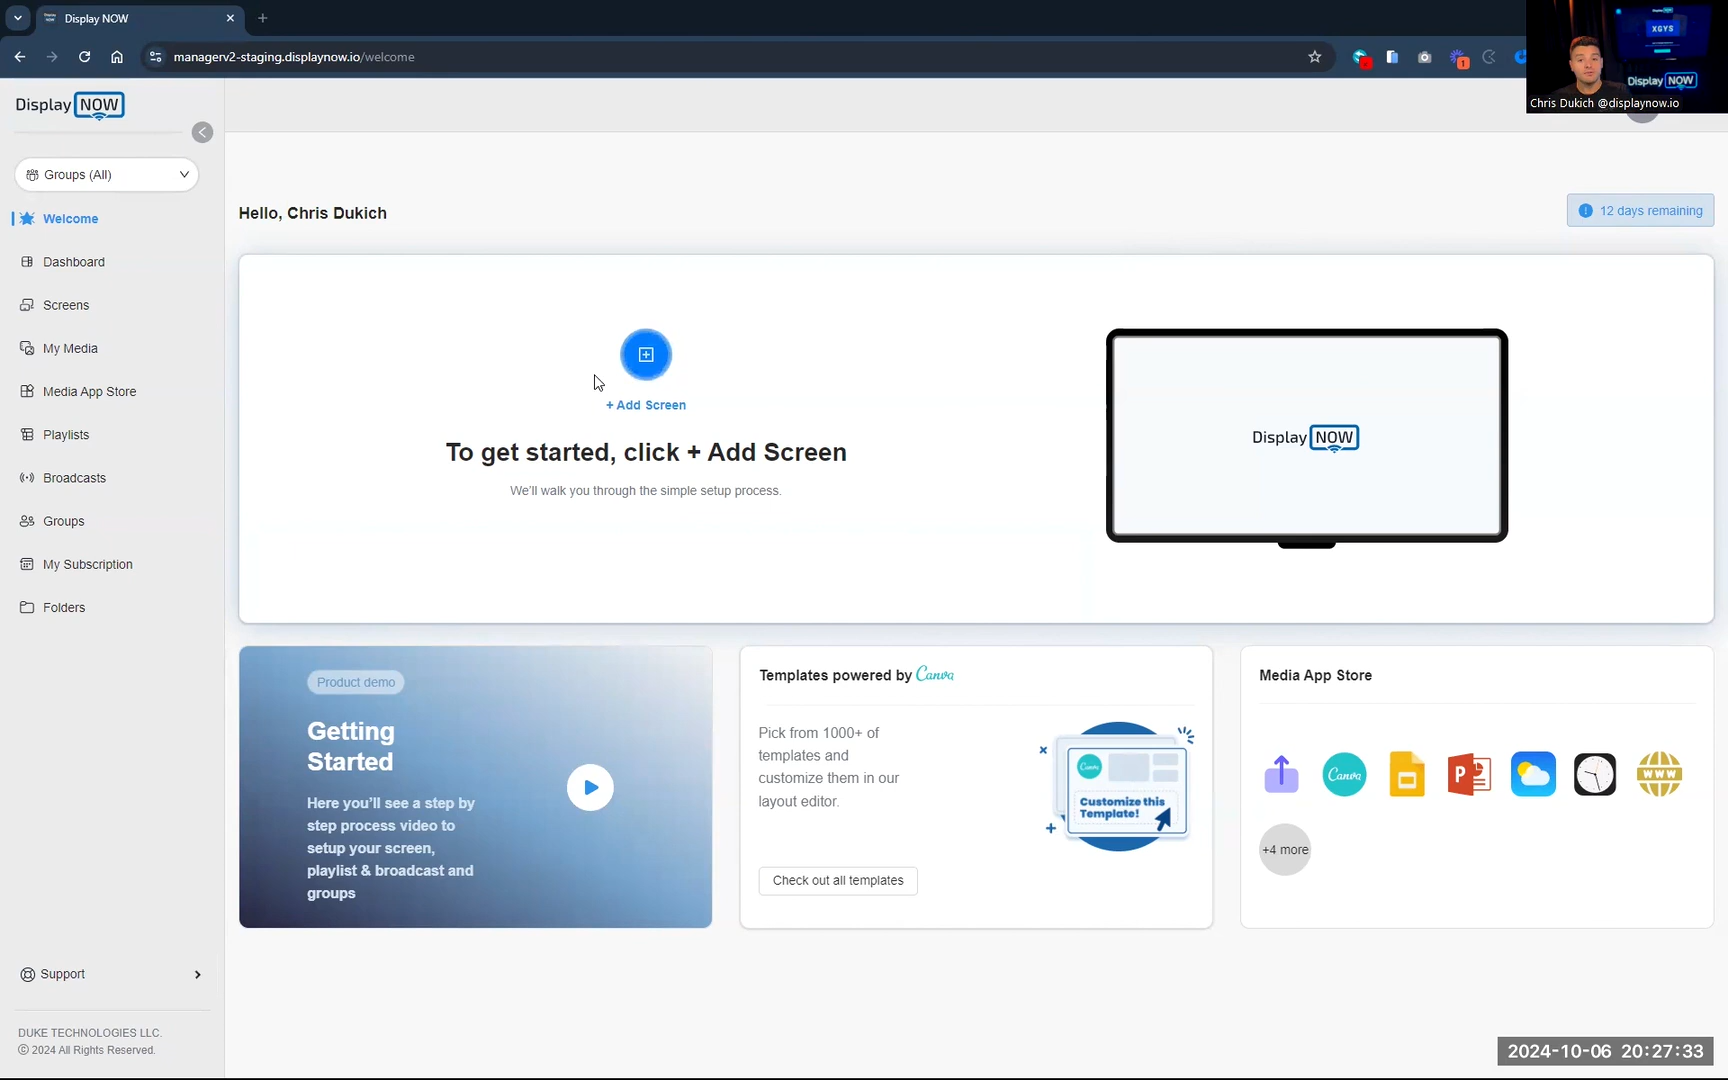 Display NOW
managerv2-staging.displaynow.io/welcome
1
XGYS
Display NOW
Chris Dukich @displaynow.io
Display NOW
Groups (All)
Welcome
Dashboard
Screens
My Media
Media App Store
Playlists
Broadcasts
Groups
My Subscription
Folders
Support
DUKE TECHNOLOGIES LLC.
© 2024 All Rights Reserved.
Hello, Chris Dukich
12 days remaining
+ Add Screen
To get started, click + Add Screen
We'll walk you through the simple setup process.
Display NOW
Product demo
Getting
Started
Here you'll see a step by
step process video to
setup your screen,
playlist & broadcast and
groups
Templates powered by Canva
Pick from 1000+ of
templates and
customize them in our
layout editor.
Canva
Customize this
Template!
Check out all templates
Media App Store
Canva
P
WWW
+4 more
2024-10-06 20:27:33